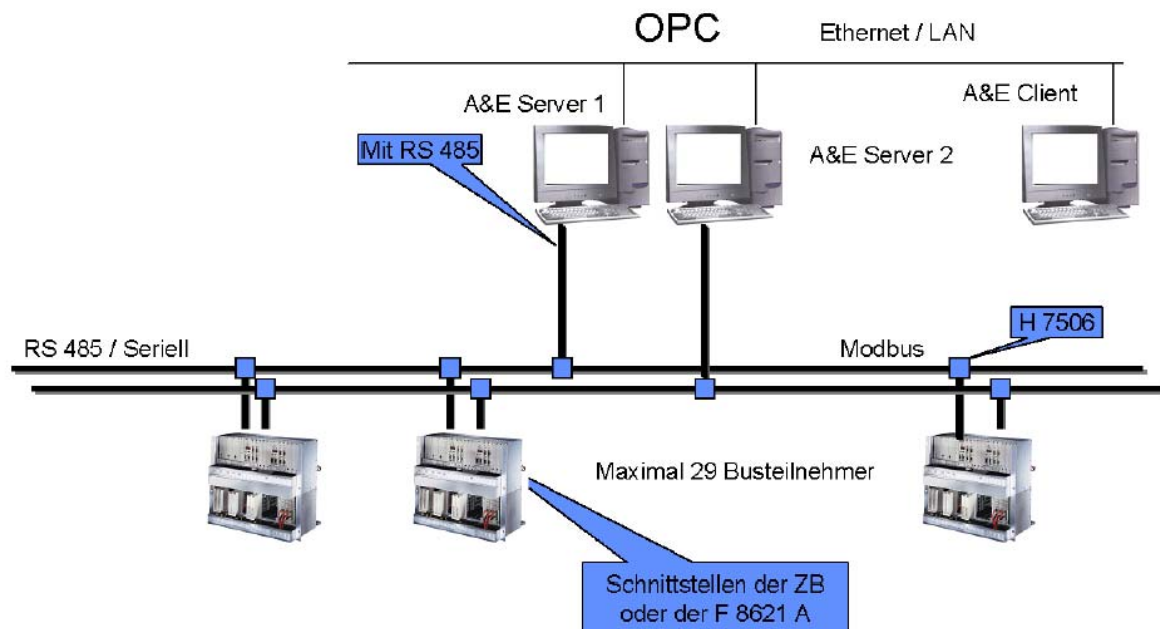 OPC
Ethernet / LAN
A&E Server 1
A&E Client
Mit RS 485
A&E Server 2
H 7506
RS 485 / Seriell
Modbus
Maximal 29 Busteilnehmer
Schnittstellen der ZB
oder der F 8621 A